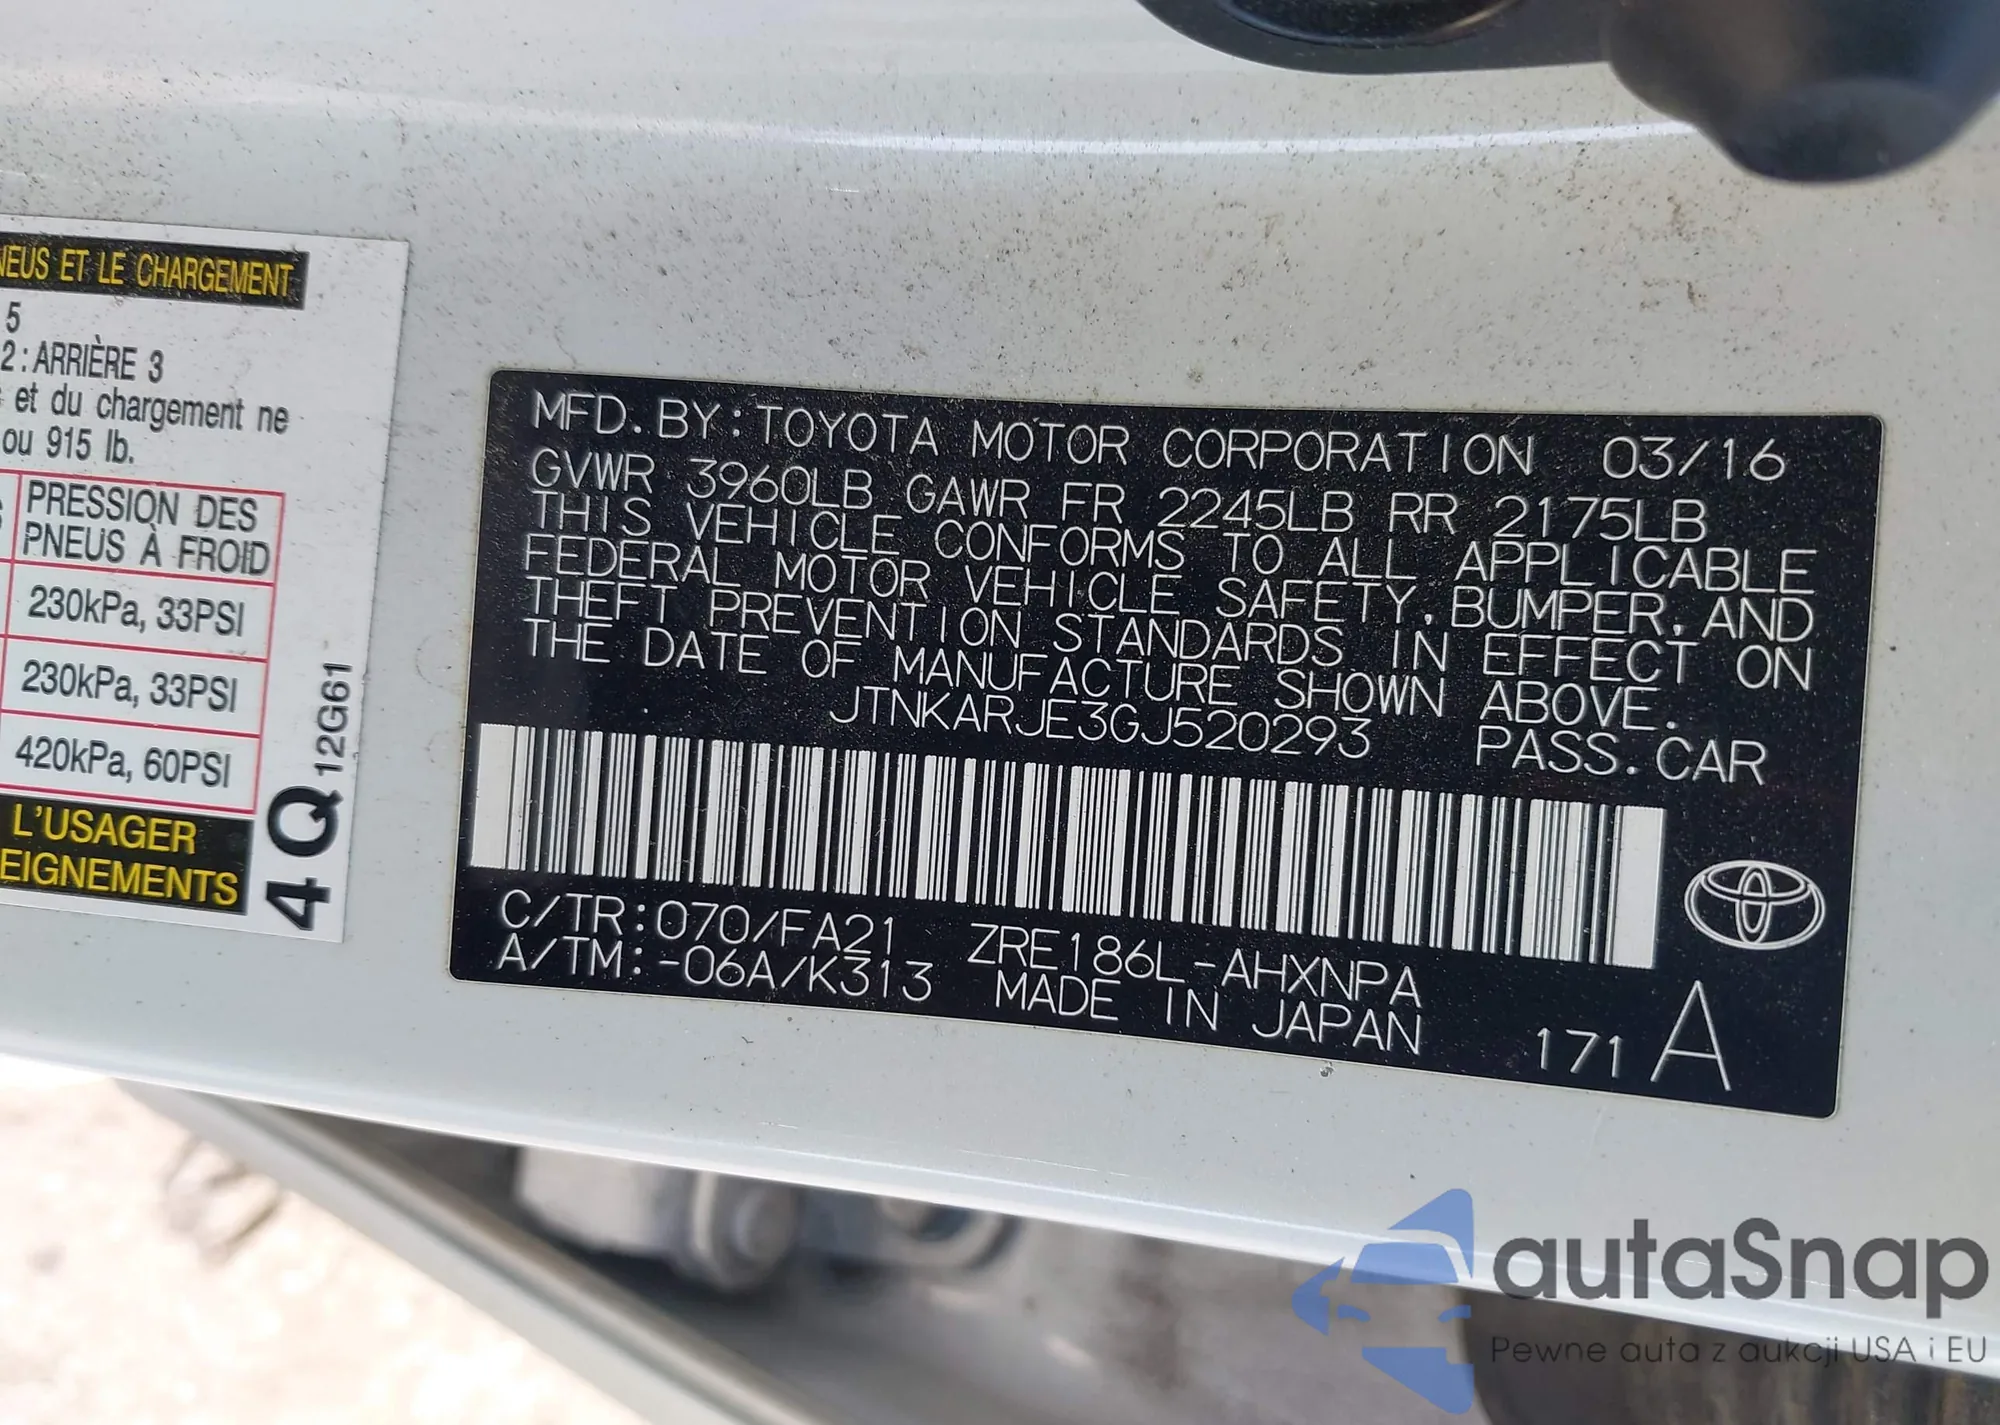 NEUS ET LE CHARGEMENT
5
2 : ARRIÈRE 3
et du chargement ne
ou 915 lb.
PRESSION DES
PNEUS À FROID
230kPa, 33PSI
230kPa, 33PSI
420kPa, 60PSI
L'USAGER
EIGNEMENTS
4Q 12G61
MFD. BY: TOYOTA MOTOR CORPORATION 03/16
GVWR 3960LB GAWR FR 2245LB RR 2175LB
THIS VEHICLE CONFORMS TO ALL APPLICABLE
FEDERAL MOTOR VEHICLE SAFETY, BUMPER, AND
THEFT PREVENTION STANDARDS IN EFFECT ON
THE DATE OF MANUFACTURE SHOWN ABOVE.
JTNKARJE3GJ520293 PASS. CAR
C/TR: 070/FA21 ZRE186L-AHXNPA
A/TM: -06A/K313 MADE IN JAPAN 171 A
autaSnap
Pewne auta z aukcji USA i EU